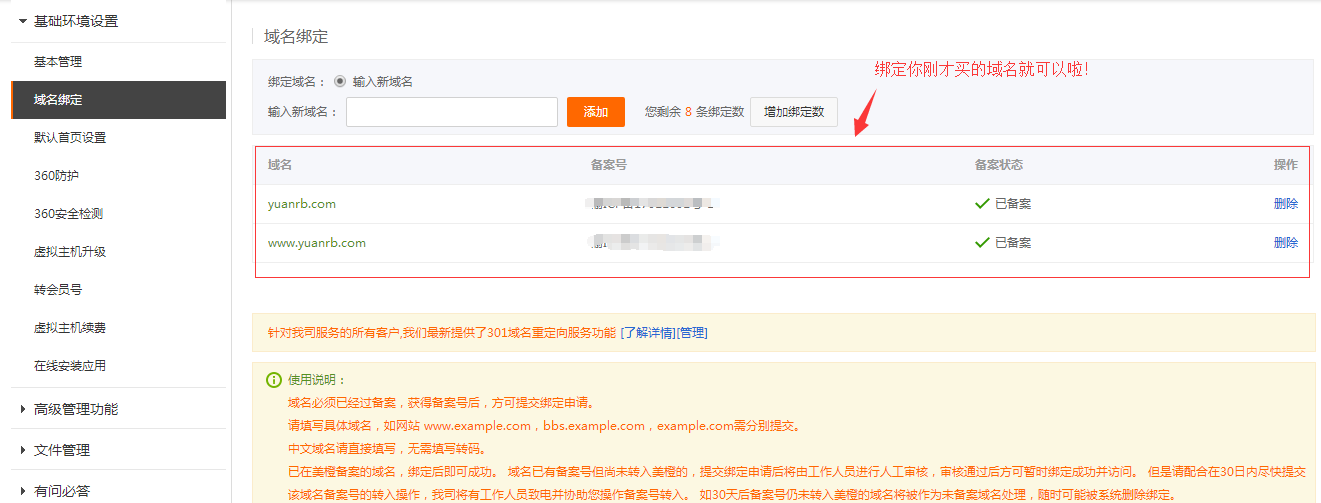 基础环境设置
基本管理
域名绑定
默认首页设置
360防护
360安全检测
虚拟主机升级
转会员号
虚拟主机续费
在线安装应用
高级管理功能
文件管理
有问必答
域名绑定
绑定域名： 输入新域名
绑定你刚才买的域名就可以啦!
输入新域名： 添加 您剩余 8 条绑定数 增加绑定数
域名 备案号 备案状态 操作
yuanrb.com 已备案 删除
www.yuanrb.com 已备案 删除
针对我司服务的所有客户,我们最新提供了301域名重定向服务功能 [了解详情][管理]
使用说明：
域名必须已经过备案，获得备案号后，方可提交绑定申请。
请填写具体域名，如网站 www.example.com，bbs.example.com，example.com需分别提交。
中文域名请直接填写，无需填写转码。
已在美橙备案的域名，绑定后即可成功。 域名已有备案号但尚未转入美橙的，提交绑定申请后将由工作人员进行人工审核，审核通过后方可暂时绑定成功并访问。 但是请配合在30日内尽快提交
该域名备案号的转入操作，我司将有工作人员致电并协助您操作备案号转入。 如30天后备案号仍未转入美橙的域名将被作为未备案域名处理，随时可能被系统删除绑定。